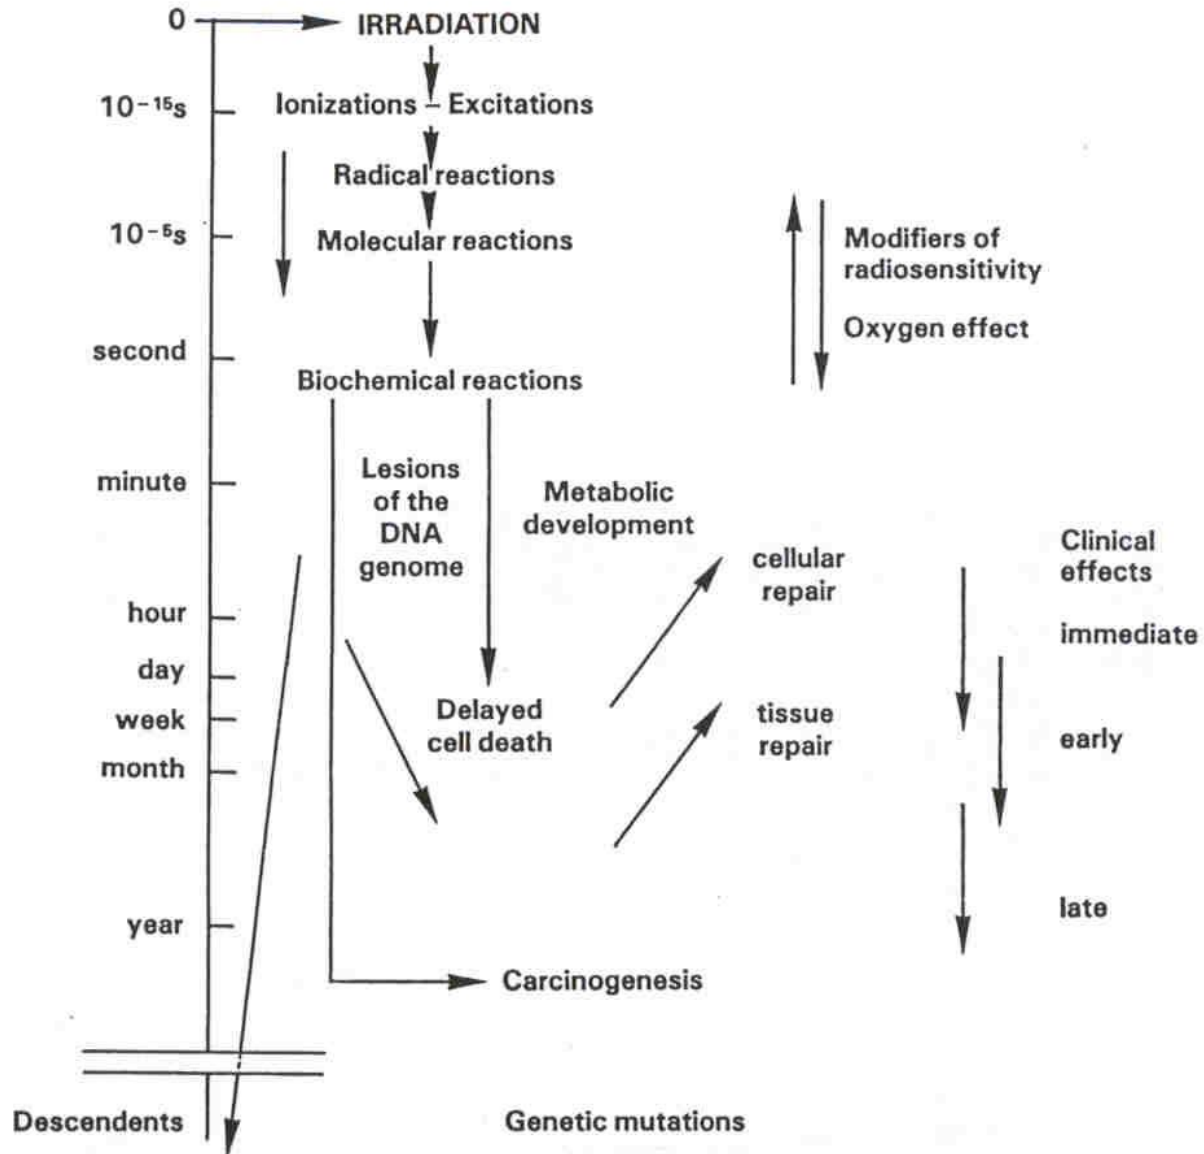 0
IRRADIATION
10⁻¹⁵s
Ionizations – Excitations
Radical reactions
10⁻⁵s
Molecular reactions
Modifiers of
radiosensitivity
Oxygen effect
second
Biochemical reactions
minute
Lesions
of the
DNA
genome
Metabolic
development
cellular
repair
Clinical
effects
hour
immediate
day
week
month
Delayed
cell death
tissue
repair
early
year
late
Carcinogenesis
Descendents
Genetic mutations